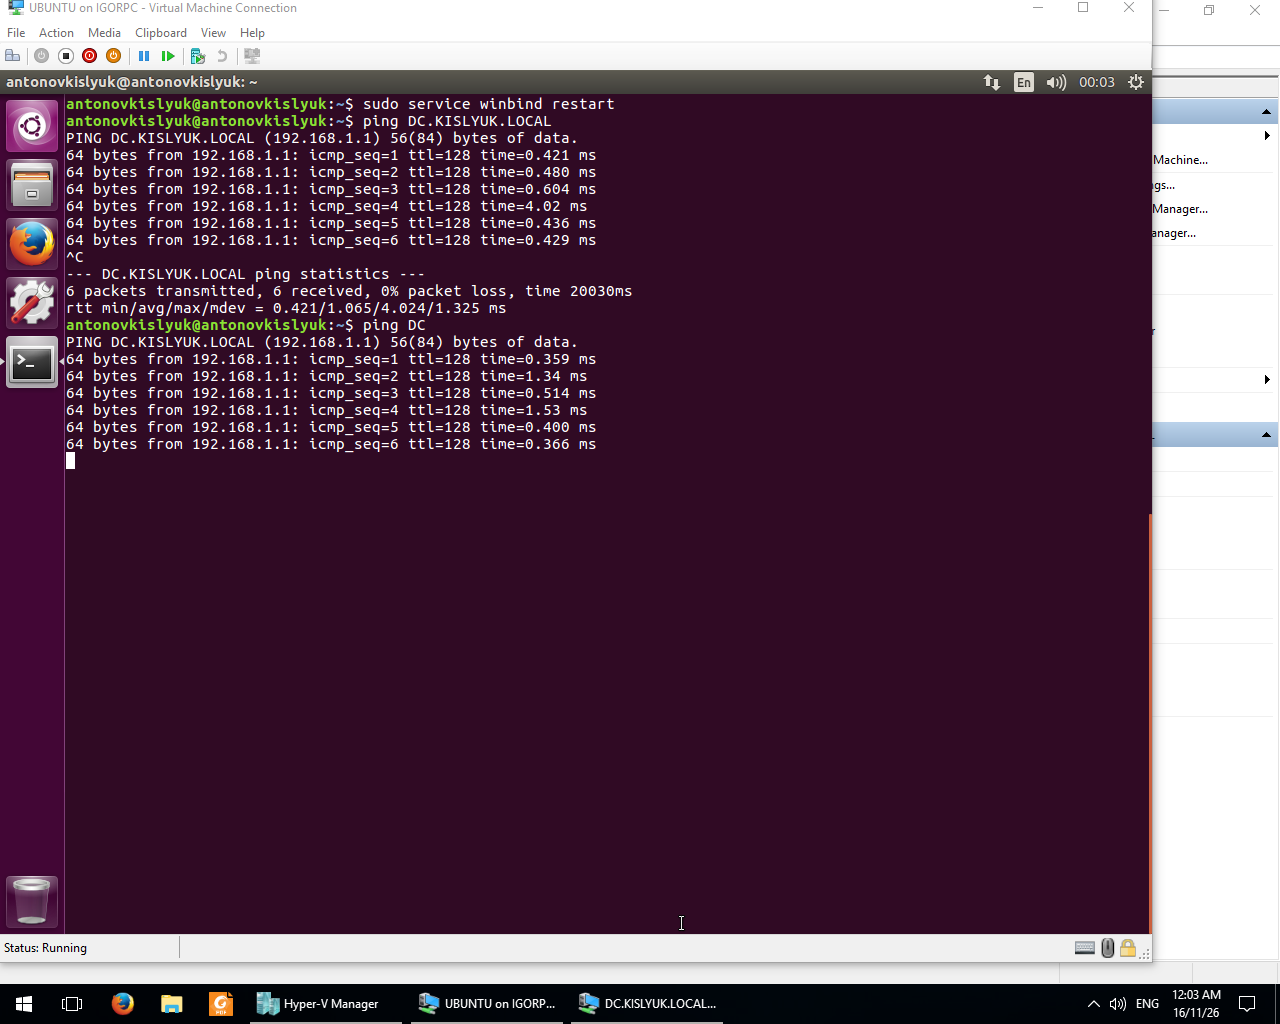 UBUNTU on IGORPC - Virtual Machine Connection
File Action Media Clipboard View Help
antonovkislyuk@antonovkislyuk: ~
En 00:03
antonovkislyuk@antonovkislyuk:~$ sudo service winbind restart
antonovkislyuk@antonovkislyuk:~$ ping DC.KISLYUK.LOCAL
PING DC.KISLYUK.LOCAL (192.168.1.1) 56(84) bytes of data.
64 bytes from 192.168.1.1: icmp_seq=1 ttl=128 time=0.421 ms
64 bytes from 192.168.1.1: icmp_seq=2 ttl=128 time=0.480 ms
64 bytes from 192.168.1.1: icmp_seq=3 ttl=128 time=0.604 ms
64 bytes from 192.168.1.1: icmp_seq=4 ttl=128 time=4.02 ms
64 bytes from 192.168.1.1: icmp_seq=5 ttl=128 time=0.436 ms
64 bytes from 192.168.1.1: icmp_seq=6 ttl=128 time=0.429 ms
^C
--- DC.KISLYUK.LOCAL ping statistics ---
6 packets transmitted, 6 received, 0% packet loss, time 20030ms
rtt min/avg/max/mdev = 0.421/1.065/4.024/1.325 ms
antonovkislyuk@antonovkislyuk:~$ ping DC
PING DC.KISLYUK.LOCAL (192.168.1.1) 56(84) bytes of data.
64 bytes from 192.168.1.1: icmp_seq=1 ttl=128 time=0.359 ms
64 bytes from 192.168.1.1: icmp_seq=2 ttl=128 time=1.34 ms
64 bytes from 192.168.1.1: icmp_seq=3 ttl=128 time=0.514 ms
64 bytes from 192.168.1.1: icmp_seq=4 ttl=128 time=1.53 ms
64 bytes from 192.168.1.1: icmp_seq=5 ttl=128 time=0.400 ms
64 bytes from 192.168.1.1: icmp_seq=6 ttl=128 time=0.366 ms
Machine...
gs...
Manager...
anager...
Status: Running
Hyper-V Manager
UBUNTU on IGORP...
DC.KISLYUK.LOCAL...
ENG
12:03 AM
16/11/26